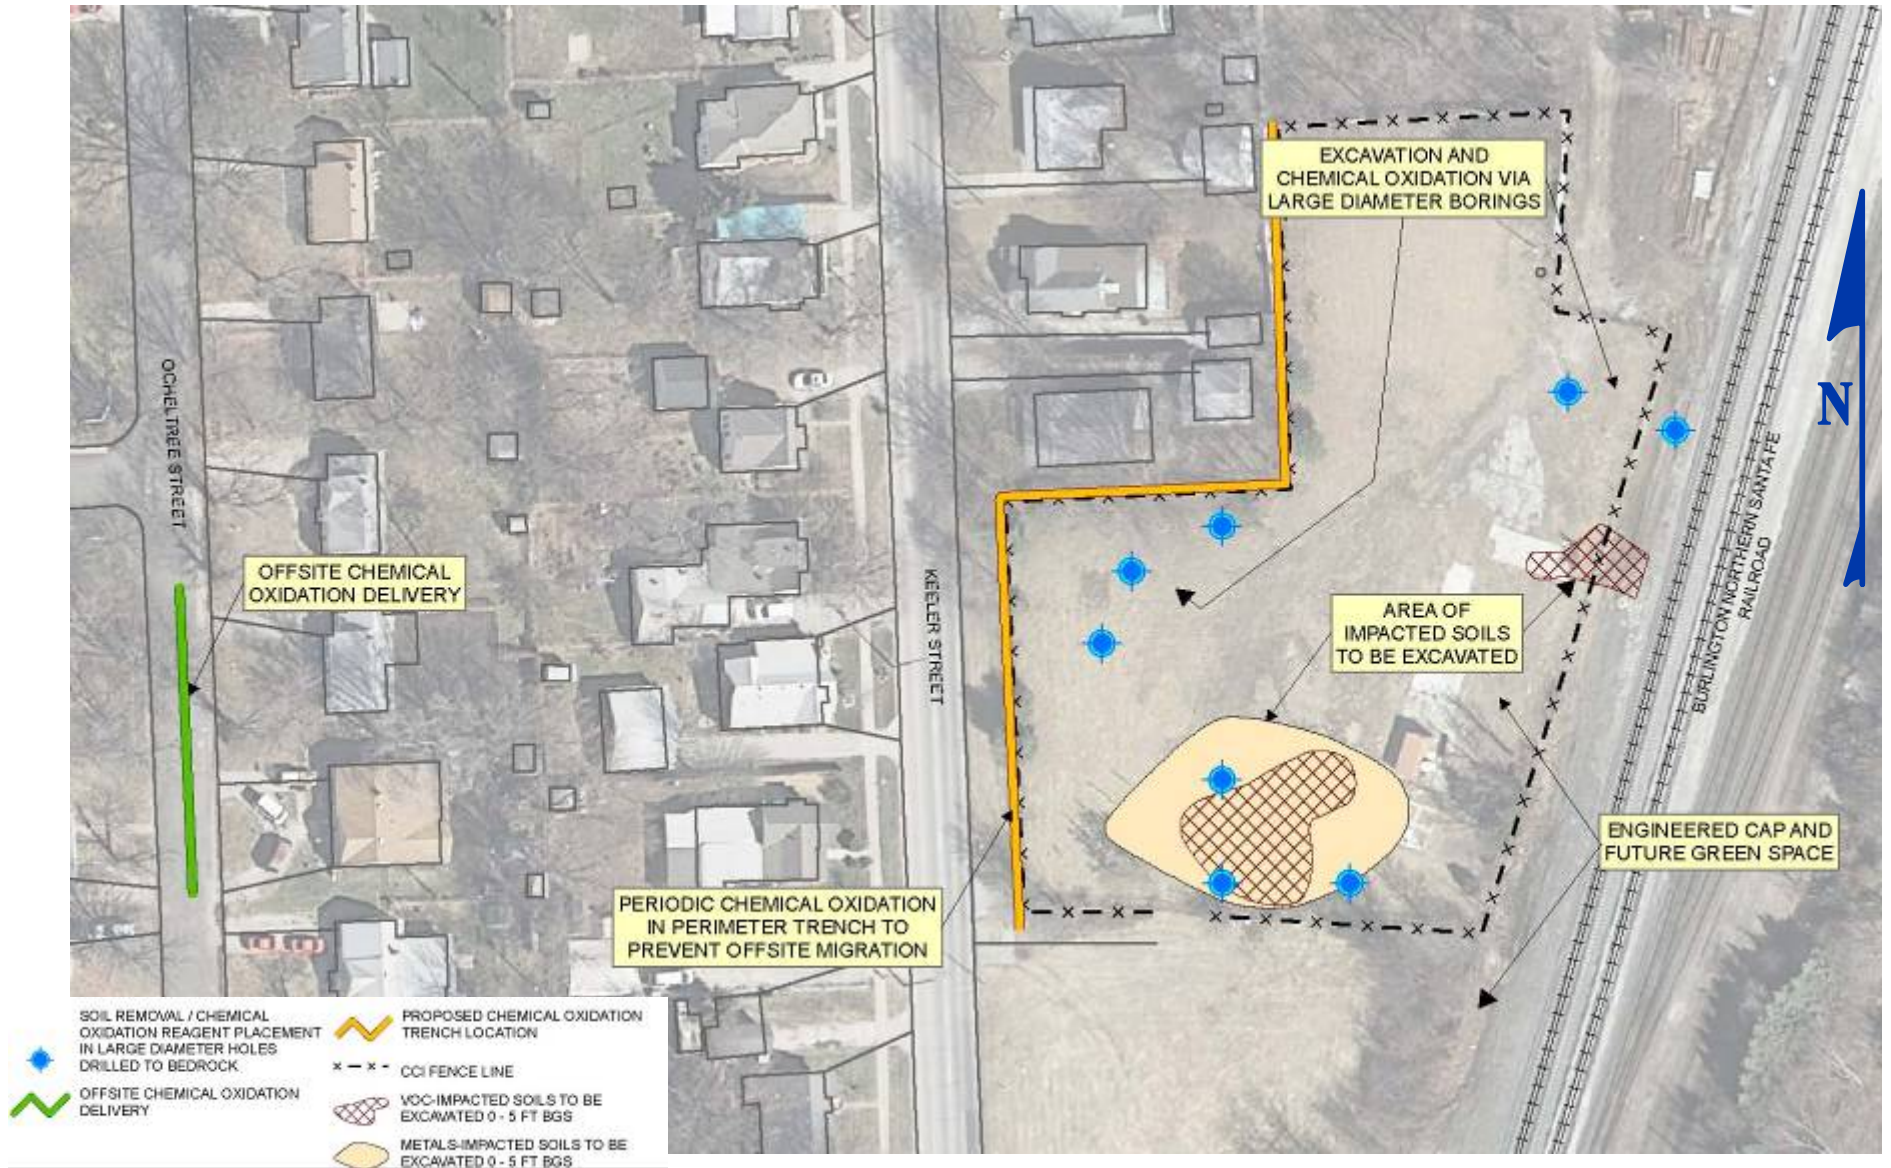 EXCAVATION AND
CHEMICAL OXIDATION VIA
LARGE DIAMETER BORINGS
N
OCHELTREE STREET
BURLINGTON NORTHERN SANTA FE
RAILROAD
OFFSITE CHEMICAL
OXIDATION DELIVERY
KEELER STREET
AREA OF
IMPACTED SOILS
TO BE EXCAVATED
ENGINEERED CAP AND
FUTURE GREEN SPACE
PERIODIC CHEMICAL OXIDATION
IN PERIMETER TRENCH TO
PREVENT OFFSITE MIGRATION
SOIL REMOVAL / CHEMICAL
OXIDATION REAGENT PLACEMENT
IN LARGE DIAMETER HOLES
DRILLED TO BEDROCK
OFFSITE CHEMICAL OXIDATION
DELIVERY
PROPOSED CHEMICAL OXIDATION
TRENCH LOCATION
CCI FENCE LINE
VOC-IMPACTED SOILS TO BE
EXCAVATED 0 - 5 FT BGS
METALS-IMPACTED SOILS TO BE
EXCAVATED 0 - 5 FT BGS